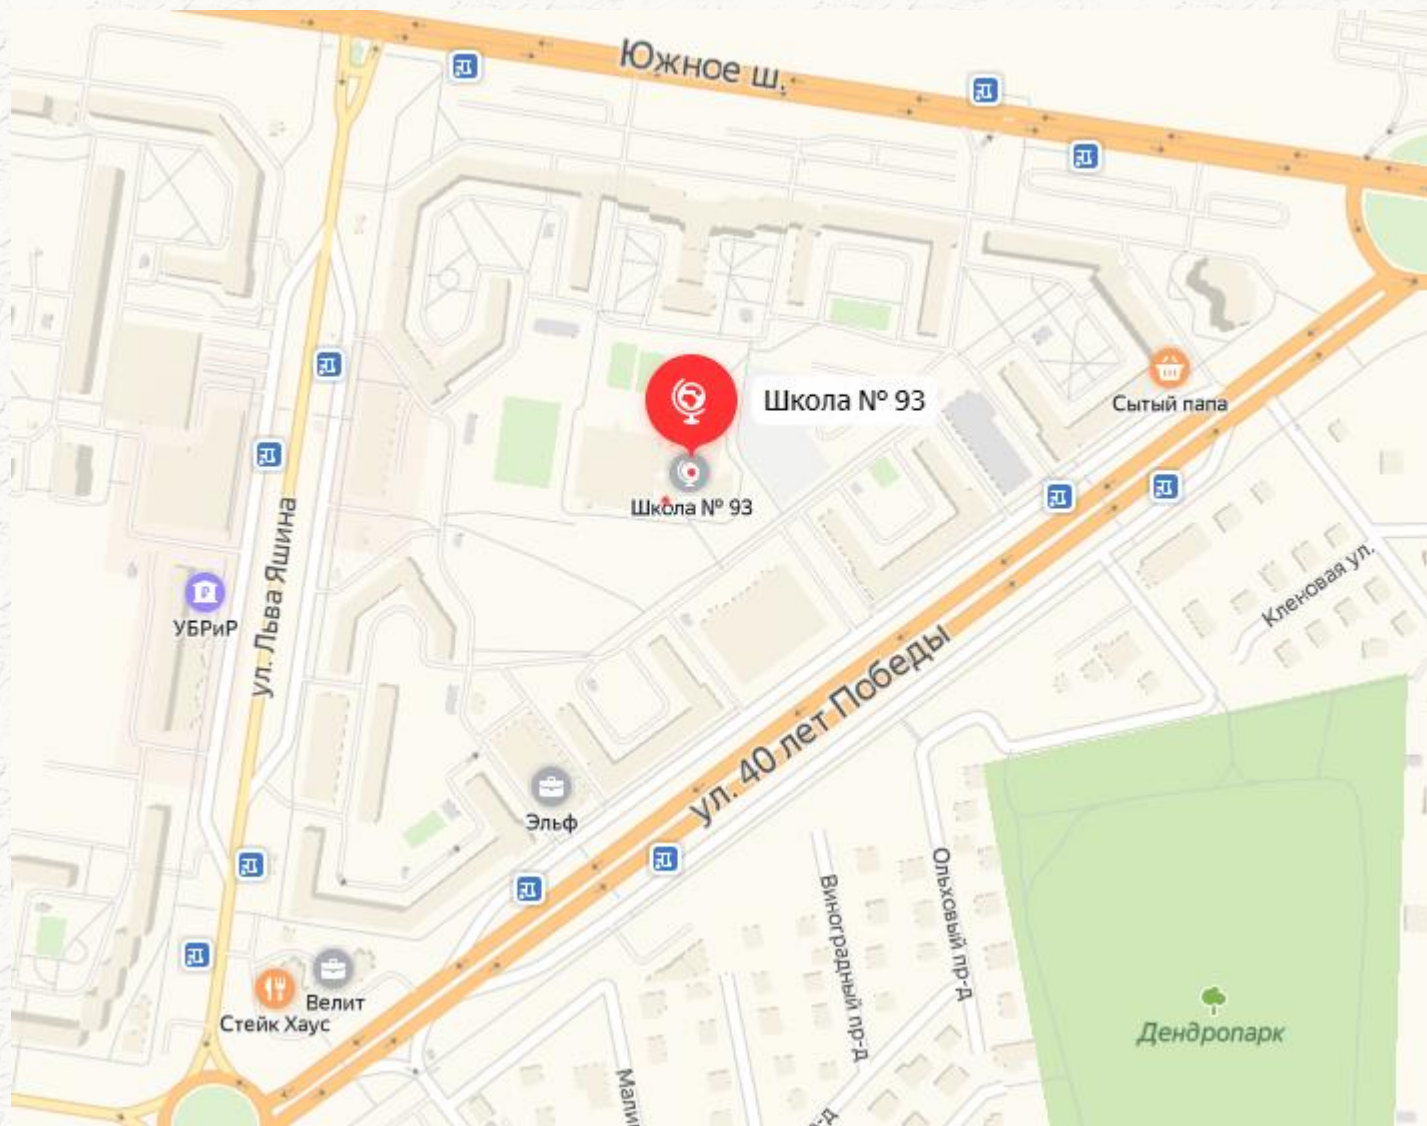 Южное ш.
Школа № 93
Сытый папа
Школа № 93
ул. Льва Яшина
УБРиР
Кленовая ул.
ул. 40 лет Победы
Эльф
Ольховый пр-д
Виноградный пр-д
Велит
Стейк Хаус
Дендропарк